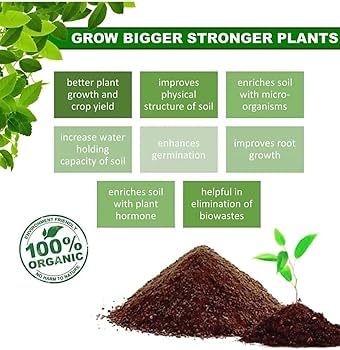 GROW BIGGER STRONGER PLANTS
better plant
growth and
crop yield
improves
physical
structure of soil
enriches soil
with micro-
organisms
increase water
holding
capacity of soil
enhances
germination
improves root
growth
enriches soil
with plant
hormone
helpful in
elimination of
biowastes
ENVIRONMENT FRIENDLY
100%
ORGANIC
NO HARM TO NATURE